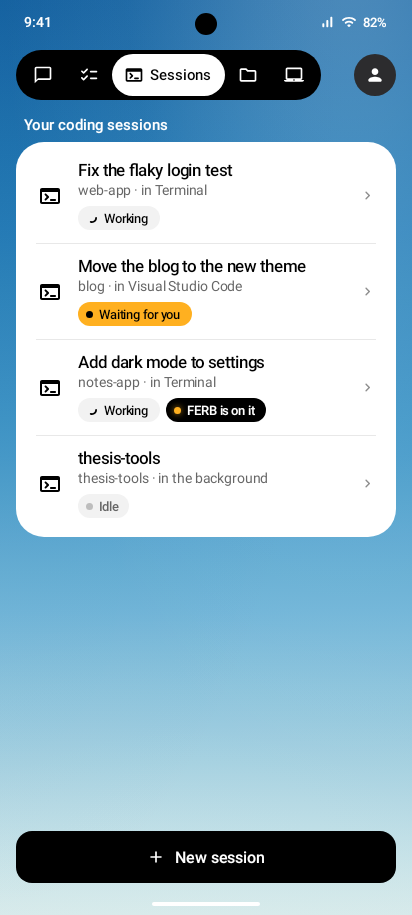 9:41
82%
Sessions
Your coding sessions
Fix the flaky login test
web-app · in Terminal
Working
Move the blog to the new theme
blog · in Visual Studio Code
Waiting for you
Add dark mode to settings
notes-app · in Terminal
Working
FERB is on it
thesis-tools
thesis-tools · in the background
Idle
New session